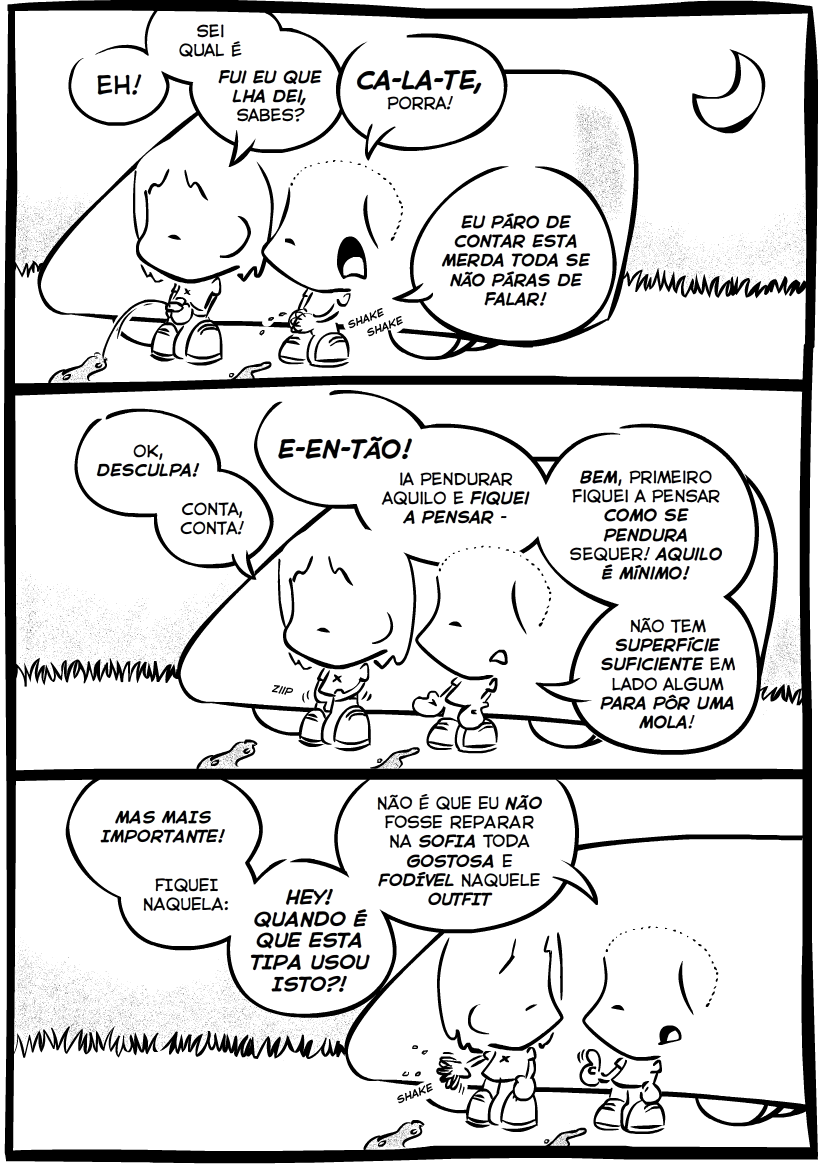 EH!
SEI
QUAL É
FUI EU QUE
LHA DEI,
SABES?
CA-LA-TE,
PORRA!
EU PÁRO DE
CONTAR ESTA
MERDA TODA SE
NÃO PÁRAS DE
FALAR!
SHAKE
SHAKE
OK,
DESCULPA!
CONTA,
CONTA!
E-EN-TÃO!
IA PENDURAR
AQUILO E FIQUEI
A PENSAR -
BEM, PRIMEIRO
FIQUEI A PENSAR
COMO SE
PENDURA
SEQUER! AQUILO
É MÍNIMO!
NÃO TEM
SUPERFÍCIE
SUFICIENTE EM
LADO ALGUM
PARA PÔR UMA
MOLA!
ZIIP
MAS MAIS
IMPORTANTE!
FIQUEI
NAQUELA:
HEY!
QUANDO É
QUE ESTA
TIPA USOU
ISTO?!
NÃO É QUE EU NÃO
FOSSE REPARAR
NA SOFIA TODA
GOSTOSA E
FODÍVEL NAQUELE
OUTFIT
SHAKE